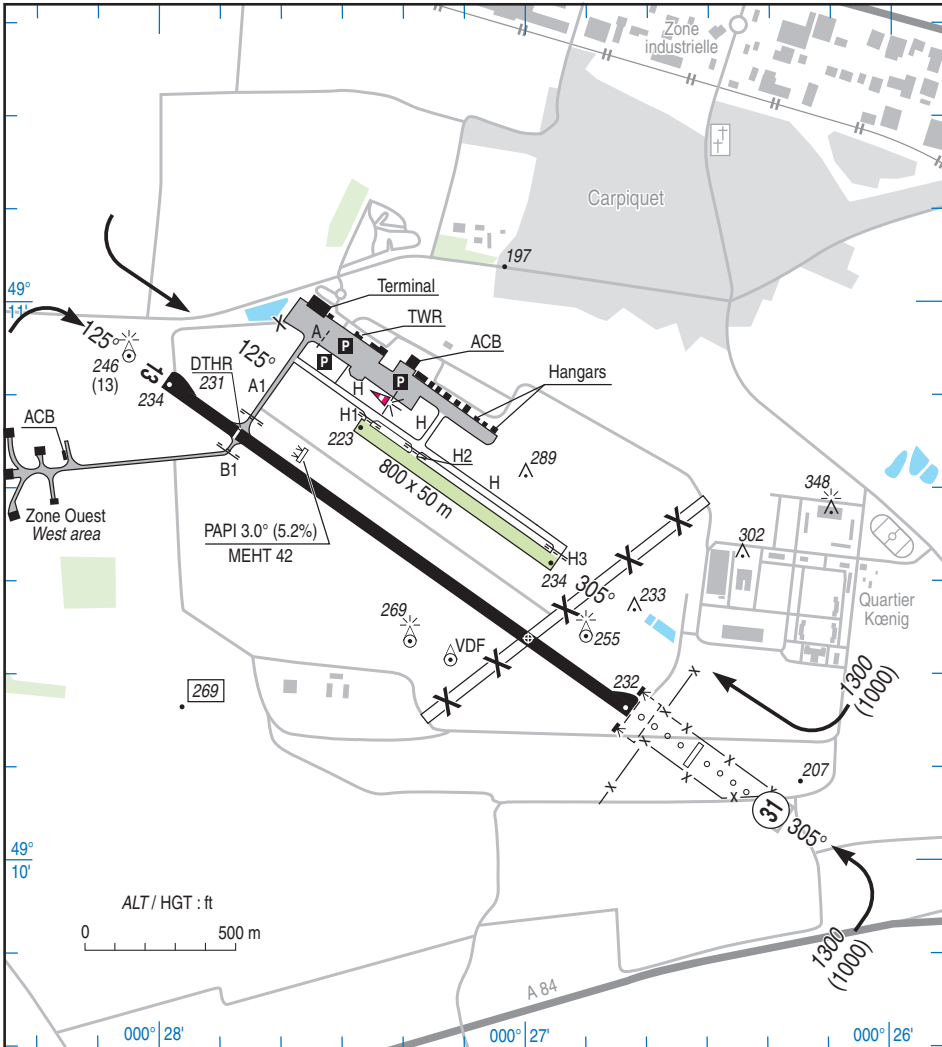 Zone
industrielle
Carpiquet
197
49°
11'
Terminal
TWR
ACB
Hangars
125°
246
(13)
13
234
DTHR
231
A1
125°
A
P
P
P
H
H
H1
H2
H
H3
223
800 x 50 m
289
234
305°
ACB
B1
Zone Ouest
West area
PAPI 3.0° (5.2%)
MEHT 42
348
302
233
255
Quartier
Kœnig
269
VDF
269
232
1300
(1000)
207
31
305°
49°
10'
ALT / HGT : ft
0
500 m
1300
(1000)
A 84
000° 28'
000° 27'
000° 26'